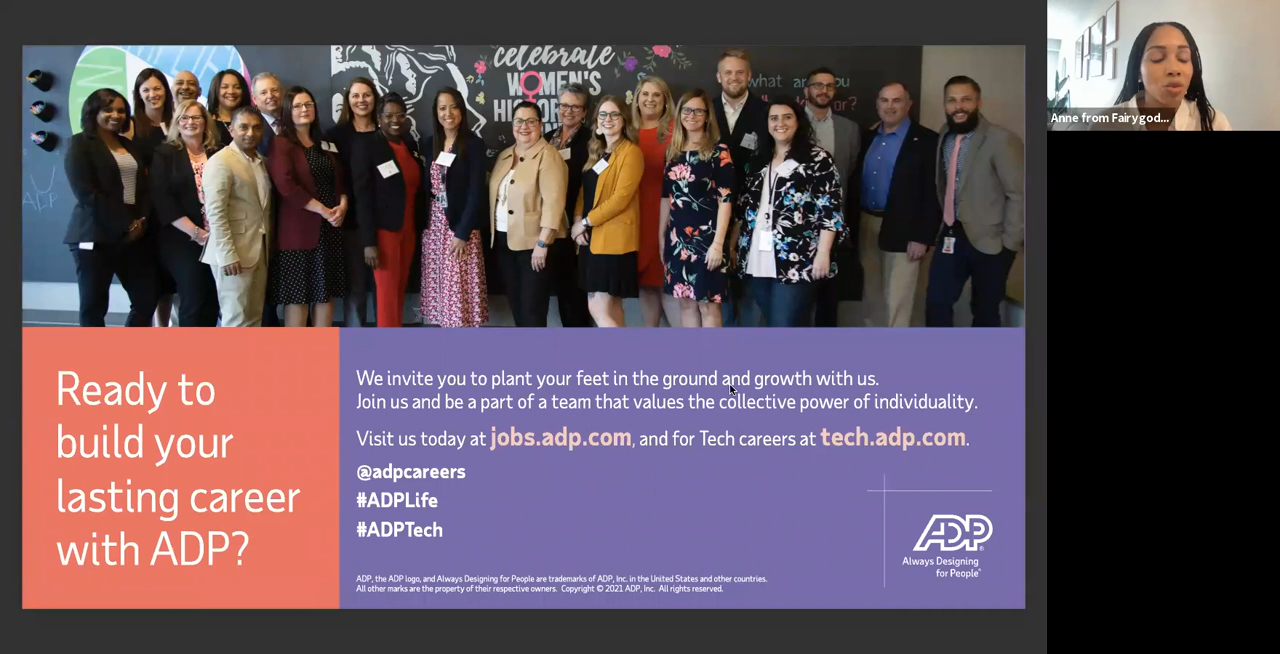 celebrate
WOMEN'S
what are you
Anne from Fairygod...
ADP
Ready to
build your
lasting career
with ADP?
We invite you to plant your feet in the ground and growth with us.
Join us and be a part of a team that values the collective power of individuality.
Visit us today at jobs.adp.com, and for Tech careers at tech.adp.com.
@adpcareers
#ADPLife
#ADPTech
ADP
Always Designing
for People®
ADP, the ADP logo, and Always Designing for People are trademarks of ADP, Inc. in the United States and other countries.
All other marks are the property of their respective owners. Copyright © 2021 ADP, Inc. All rights reserved.